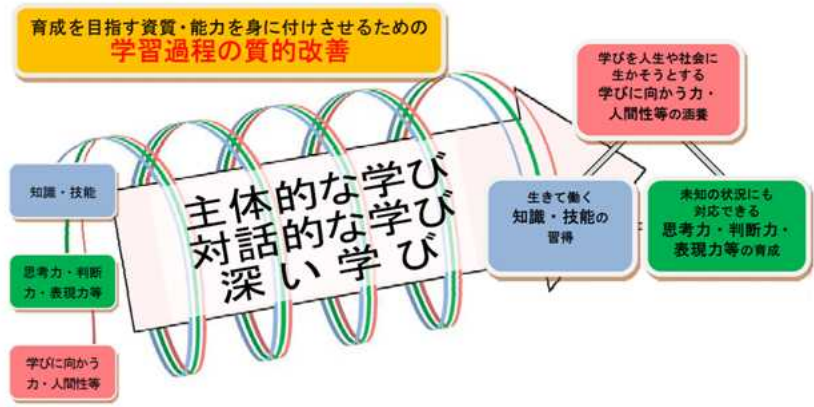 育成を目指す資質・能力を身に付けさせるための
学習過程の質的改善
学びを人生や社会に
生かそうとする
学びに向かう力・
人間性等の涵養
主体的な学び
対話的な学び
深い学び
知識・技能
思考力・判断
力・表現力等
学びに向かう
力・人間性等
生きて働く
知識・技能の
習得
未知の状況にも
対応できる
思考力・判断力・
表現力等の育成